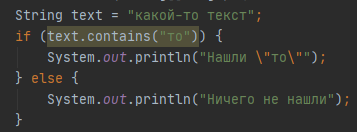 String text = "какой-то текст";
if (text.contains("то")) {
    System.out.println("Нашли \"то\"");
} else {
    System.out.println("Ничего не нашли");
}